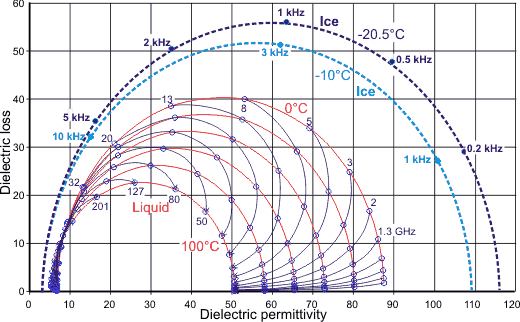 60
50
40
30
20
10
0
Dielectric loss
1 kHz
Ice
-20.5°C
2 kHz
3 kHz
-10°C
0.5 kHz
Ice
5 kHz
10 kHz
13
8
0°C
5
0.2 kHz
1 kHz
20
3
32
127
80
201
Liquid
50
2
1.3 GHz
100°C
0 10 20 30 40 50 60 70 80 90 100 110 120
Dielectric permittivity